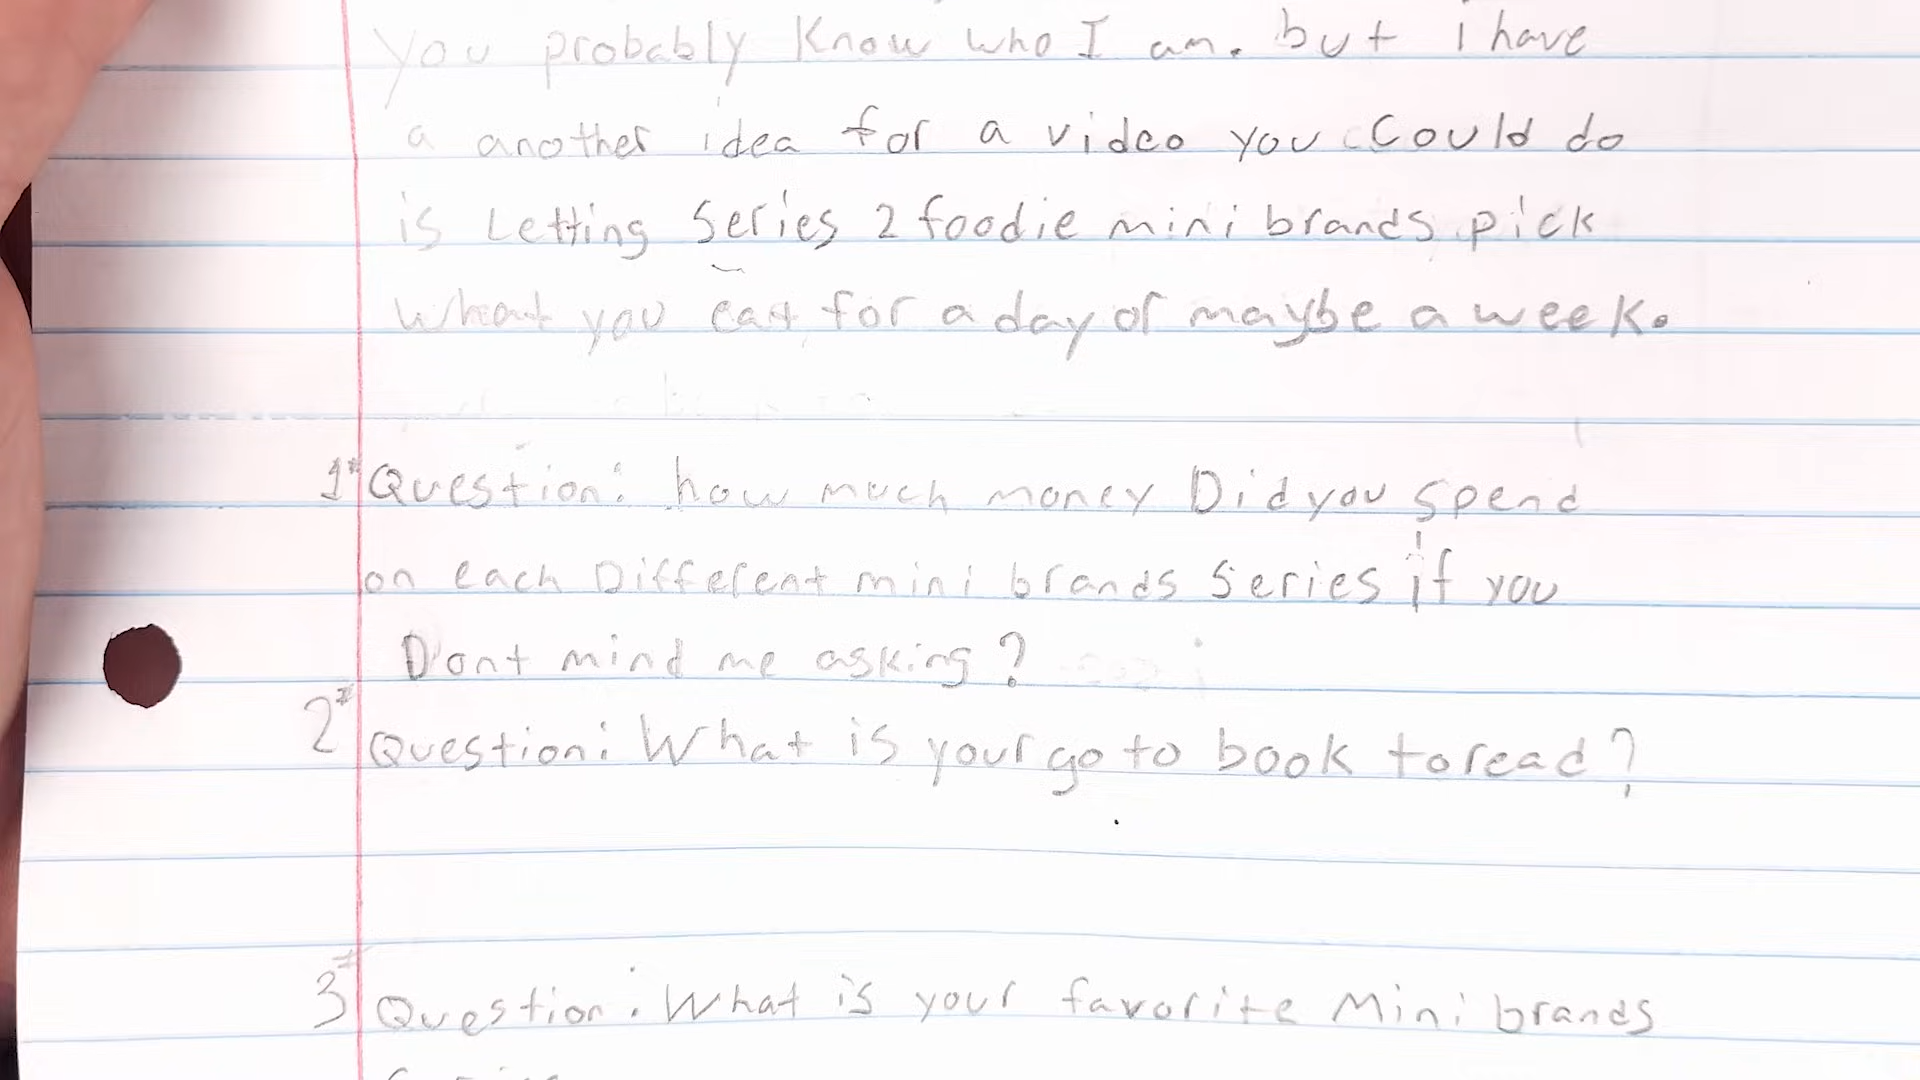 you probably Know who I am. but i have
a another idea for a video you could do
is Letting Series 2 foodie mini brands pick
what you eat for a day or maybe a week.
1# Question: how much money Did you spend
on each Different mini brands Series if you
Dont mind me asking?
2# Question: What is your go to book to read?
3# Question: What is your favorite Mini brands